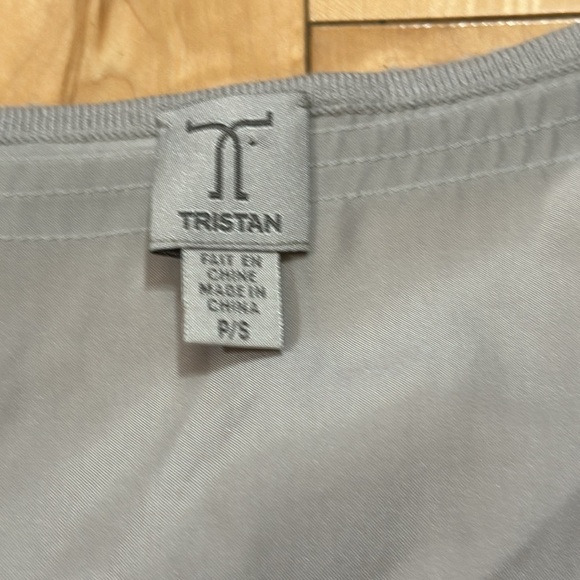 TRISTAN
FAIT EN
CHINE
MADE IN
CHINA
P/S